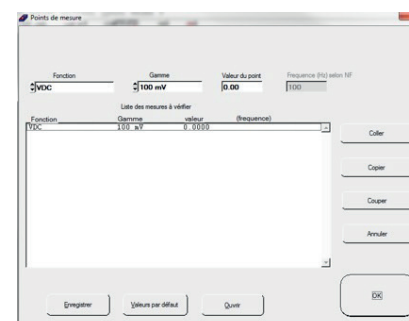 Points de mesure
Fonction Gamme Valeur du point Frequence (Hz) selon NF
VDC 100 mV 0.00 100
Liste des mesures à vérifier
Fonction Gamme valeur (frequence)
VDC 100 mV 0.0000
Coller
Copier
Couper
Annuler
Enregistrer Valeurs par défaut Ouvrir OK